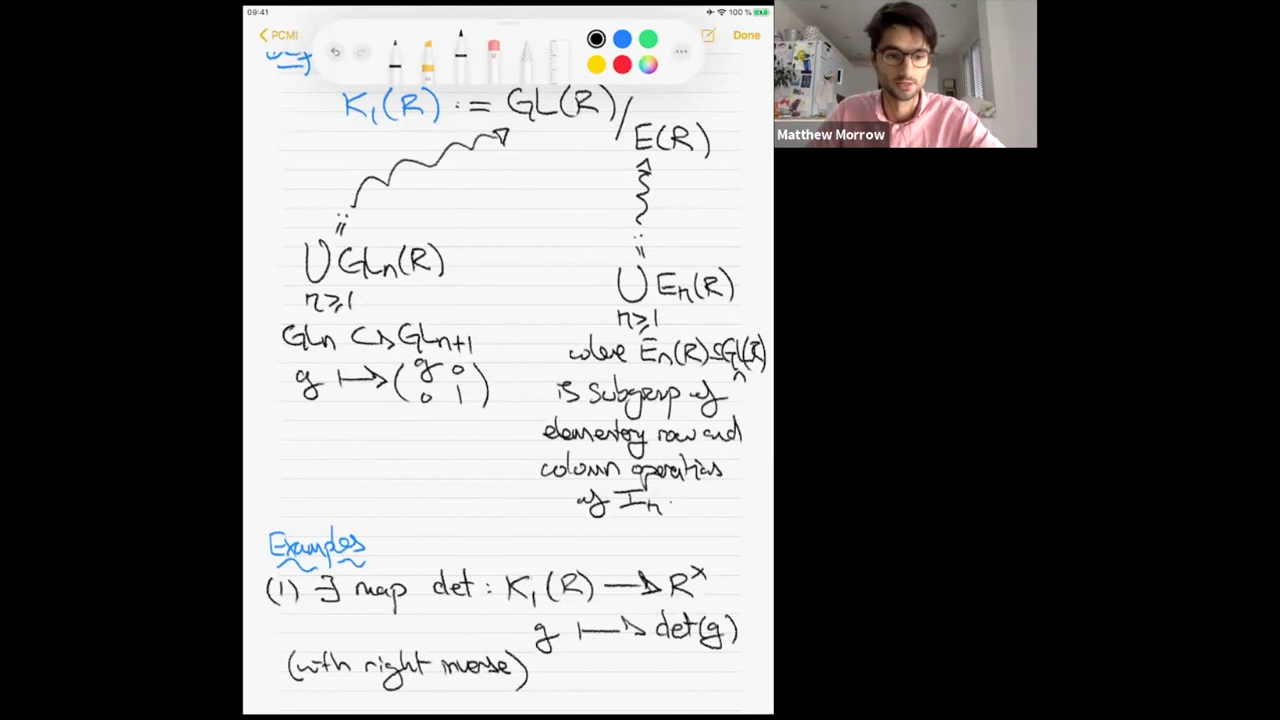 09:41
100 %
PCMI
Done
K₁(R) := GL(R)/E(R)
⋃ GLn(R)
n≥1
GLn ↪ GLn+1
g ↦ (g 0
0 1)
⋃ En(R)
n≥1
where En(R) ⊆ GLn(R)
is subgroup of
elementary row and
column operations
of In.
Examples
(1) ∃ map det : K₁(R) → R×
g ↦ det(g)
(with right inverse)
Matthew Morrow